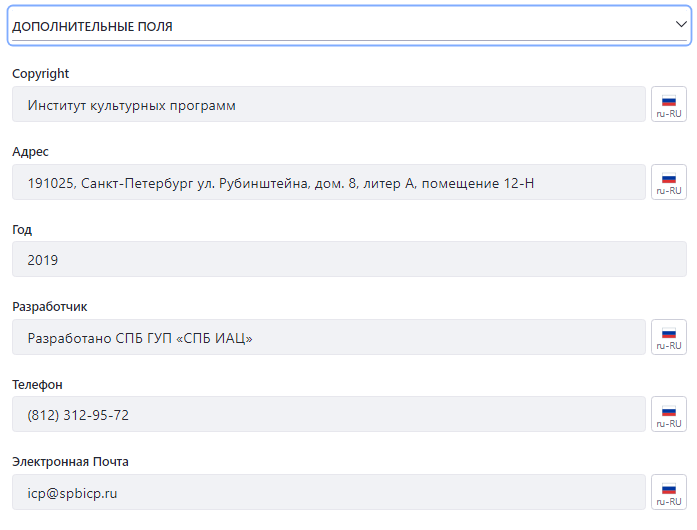 ДОПОЛНИТЕЛЬНЫЕ ПОЛЯ
Copyright
Институт культурных программ
ru-RU
Адрес
191025, Санкт-Петербург ул. Рубинштейна, дом. 8, литер А, помещение 12-Н
ru-RU
Год
2019
Разработчик
Разработано СПБ ГУП «СПБ ИАЦ»
ru-RU
Телефон
(812) 312-95-72
ru-RU
Электронная Почта
icp@spbicp.ru
ru-RU